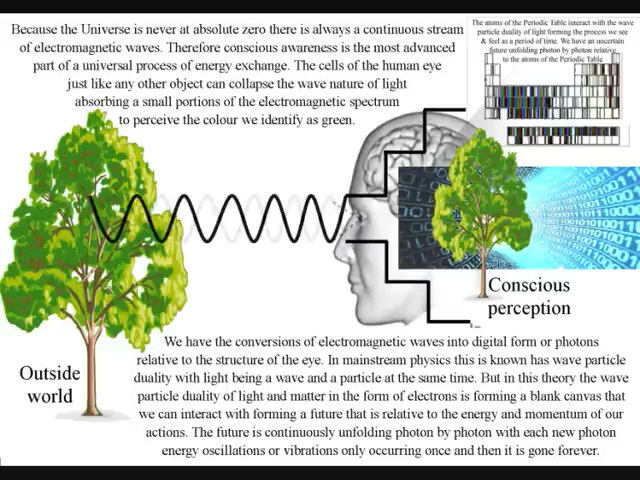 Because the Universe is never at absolute zero there is always a continuous stream
of electromagnetic waves. Therefore conscious awareness is the most advanced
part of a universal process of energy exchange. The cells of the human eye
just like any other object can collapse the wave nature of light
absorbing a small portions of the electromagnetic spectrum
to perceive the colour we identify as green.
The atoms of the Periodic Table interact with the wave
particle duality of light forming the process we see
& feel as a period of time. We have an uncertain
future unfolding photon by photon relative
to the atoms of the Periodic Table
Conscious
perception
Outside
world
We have the conversions of electromagnetic waves into digital form or photons
relative to the structure of the eye. In mainstream physics this is known has wave particle
duality with light being a wave and a particle at the same time. But in this theory the wave
particle duality of light and matter in the form of electrons is forming a blank canvas that
we can interact with forming a future that is relative to the energy and momentum of our
actions. The future is continuously unfolding photon by photon with each new photon
energy oscillations or vibrations only occurring once and then it is gone forever.